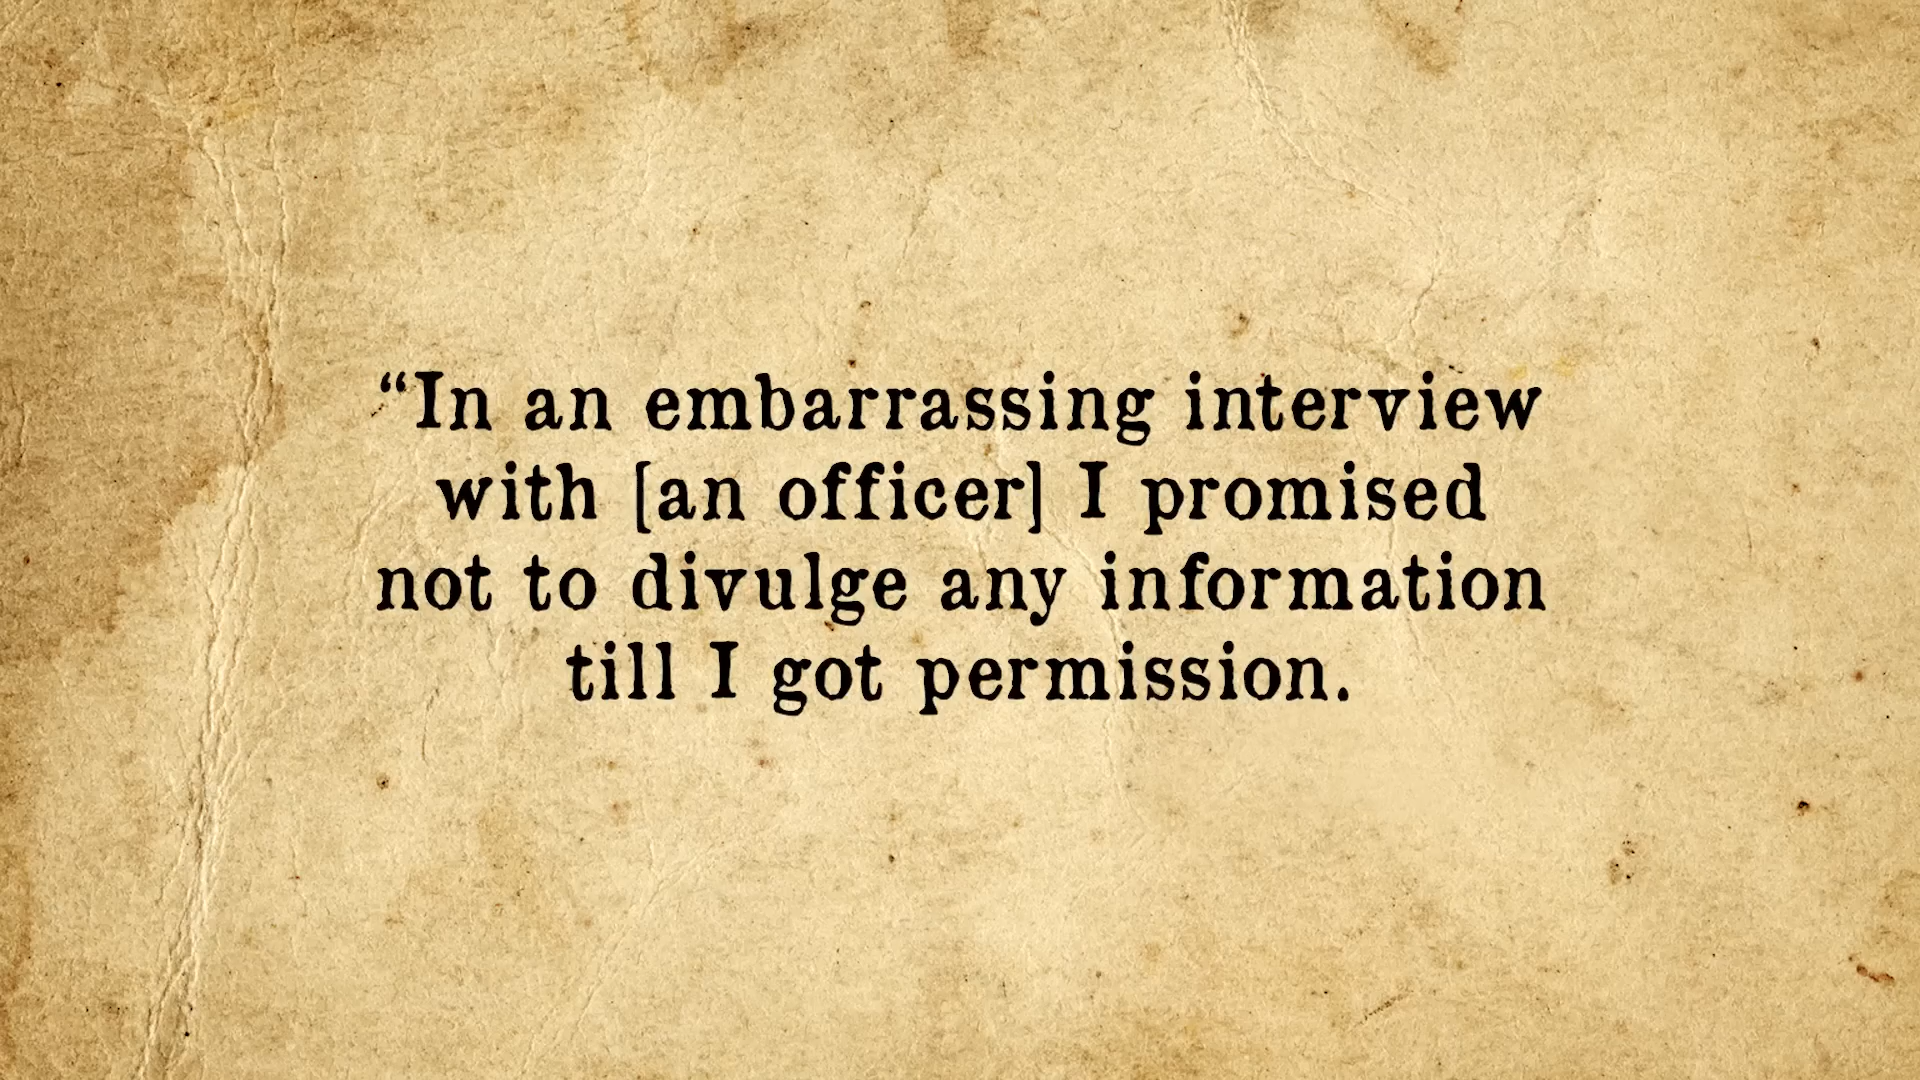 “In an embarrassing interview
with [an officer] I promised
not to divulge any information
till I got permission.